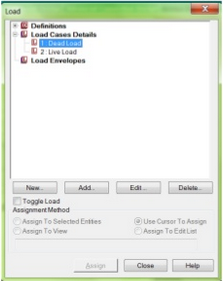 Load
Definitions
Load Cases Details
1 : Dead Load
2 : Live Load
Load Envelopes
New...
Add...
Edit...
Delete...
Toggle Load
Assignment Method
Assign To Selected Entities
Use Cursor To Assign
Assign To View
Assign To Edit List
Assign
Close
Help